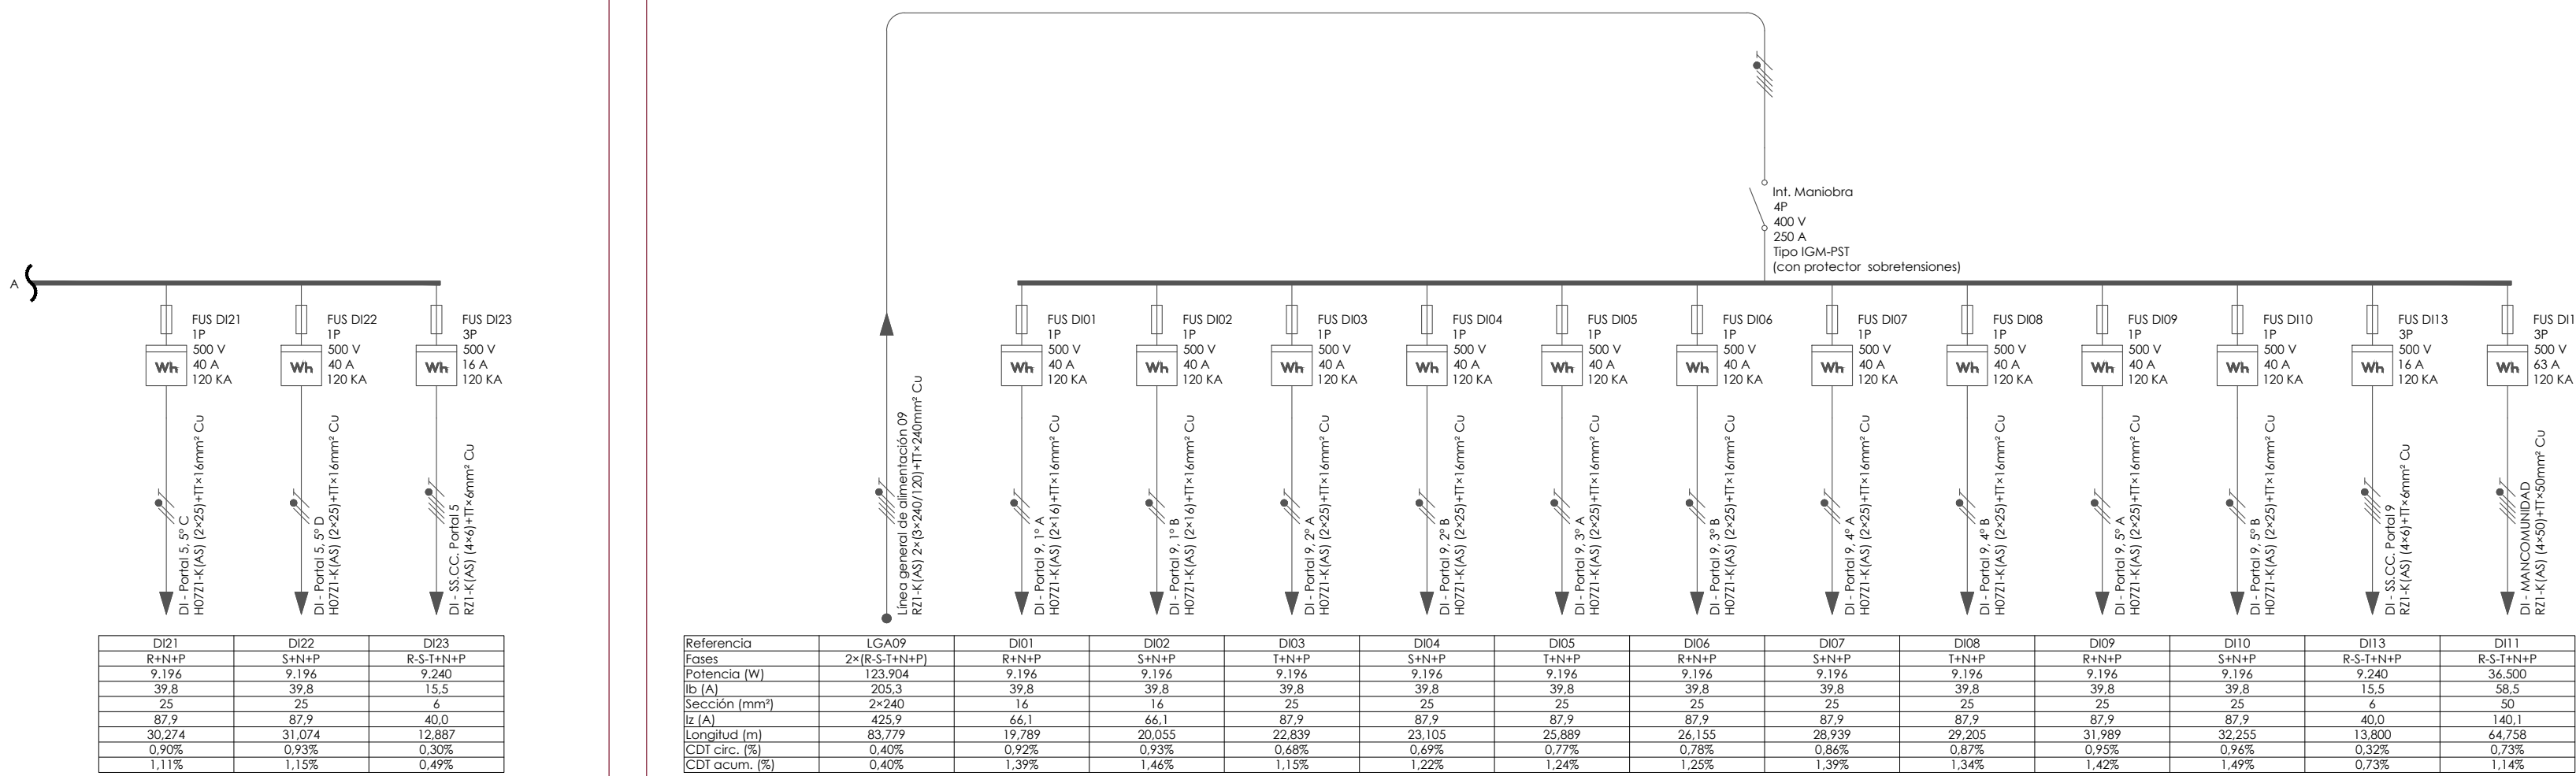 A
FUS DI21
1P
500 V
40 A
120 KA
Wh
DI - Portal 5, 5º C
H07Z1-K(AS) (2×25)+TT×16mm² Cu
FUS DI22
1P
500 V
40 A
120 KA
Wh
DI - Portal 5, 5º D
H07Z1-K(AS) (2×25)+TT×16mm² Cu
FUS DI23
3P
500 V
16 A
120 KA
Wh
DI - SS.CC. Portal 5
RZ1-K(AS) (4×6)+TT×6mm² Cu
DI21 DI22 DI23
R+N+P S+N+P R-S-T+N+P
9.196 9.196 9.240
39,8 39,8 15,5
25 25 6
87,9 87,9 40,0
30,274 31,074 12,887
0,90% 0,93% 0,30%
1,11% 1,15% 0,49%
Int. Maniobra
4P
400 V
250 A
Tipo IGM-PST
(con protector sobretensiones)
Línea general de alimentación 09
RZ1-K(AS) 2×(3×240/120)+TT×240mm² Cu
FUS DI01
1P
500 V
40 A
120 KA
Wh
DI - Portal 9, 1º A
H07Z1-K(AS) (2×16)+TT×16mm² Cu
FUS DI02
1P
500 V
40 A
120 KA
Wh
DI - Portal 9, 1º B
H07Z1-K(AS) (2×16)+TT×16mm² Cu
FUS DI03
1P
500 V
40 A
120 KA
Wh
DI - Portal 9, 2º A
H07Z1-K(AS) (2×25)+TT×16mm² Cu
FUS DI04
1P
500 V
40 A
120 KA
Wh
DI - Portal 9, 2º B
H07Z1-K(AS) (2×25)+TT×16mm² Cu
FUS DI05
1P
500 V
40 A
120 KA
Wh
DI - Portal 9, 3º A
H07Z1-K(AS) (2×25)+TT×16mm² Cu
FUS DI06
1P
500 V
40 A
120 KA
Wh
DI - Portal 9, 3º B
H07Z1-K(AS) (2×25)+TT×16mm² Cu
FUS DI07
1P
500 V
40 A
120 KA
Wh
DI - Portal 9, 4º A
H07Z1-K(AS) (2×25)+TT×16mm² Cu
FUS DI08
1P
500 V
40 A
120 KA
Wh
DI - Portal 9, 4º B
H07Z1-K(AS) (2×25)+TT×16mm² Cu
FUS DI09
1P
500 V
40 A
120 KA
Wh
DI - Portal 9, 5º A
H07Z1-K(AS) (2×25)+TT×16mm² Cu
FUS DI10
1P
500 V
40 A
120 KA
Wh
DI - Portal 9, 5º B
H07Z1-K(AS) (2×25)+TT×16mm² Cu
FUS DI13
3P
500 V
16 A
120 KA
Wh
DI - SS.CC. Portal 9
RZ1-K(AS) (4×6)+TT×6mm² Cu
FUS DI1
3P
500 V
63 A
120 KA
Wh
DI - MANCOMUNIDAD
RZ1-K(AS) (4×50)+TT×50mm² Cu
Referencia LGA09 DI01 DI02 DI03 DI04 DI05 DI06 DI07 DI08 DI09 DI10 DI13 DI11
Fases 2×(R-S-T+N+P) R+N+P S+N+P T+N+P S+N+P T+N+P R+N+P S+N+P T+N+P R+N+P S+N+P R-S-T+N+P R-S-T+N+P
Potencia (W) 123.904 9.196 9.196 9.196 9.196 9.196 9.196 9.196 9.196 9.196 9.196 9.240 36.500
Ib (A) 205,3 39,8 39,8 39,8 39,8 39,8 39,8 39,8 39,8 39,8 39,8 15,5 58,5
Sección (mm²) 2×240 16 16 25 25 25 25 25 25 25 25 6 50
Iz (A) 425,9 66,1 66,1 87,9 87,9 87,9 87,9 87,9 87,9 87,9 87,9 40,0 140,1
Longitud (m) 83,779 19,789 20,055 22,839 23,105 25,889 26,155 28,939 29,205 31,989 32,255 13,800 64,758
CDT circ. (%) 0,40% 0,92% 0,93% 0,68% 0,69% 0,77% 0,78% 0,86% 0,87% 0,95% 0,96% 0,32% 0,73%
CDT acum. (%) 0,40% 1,39% 1,46% 1,15% 1,22% 1,24% 1,25% 1,39% 1,34% 1,42% 1,49% 0,73% 1,14%